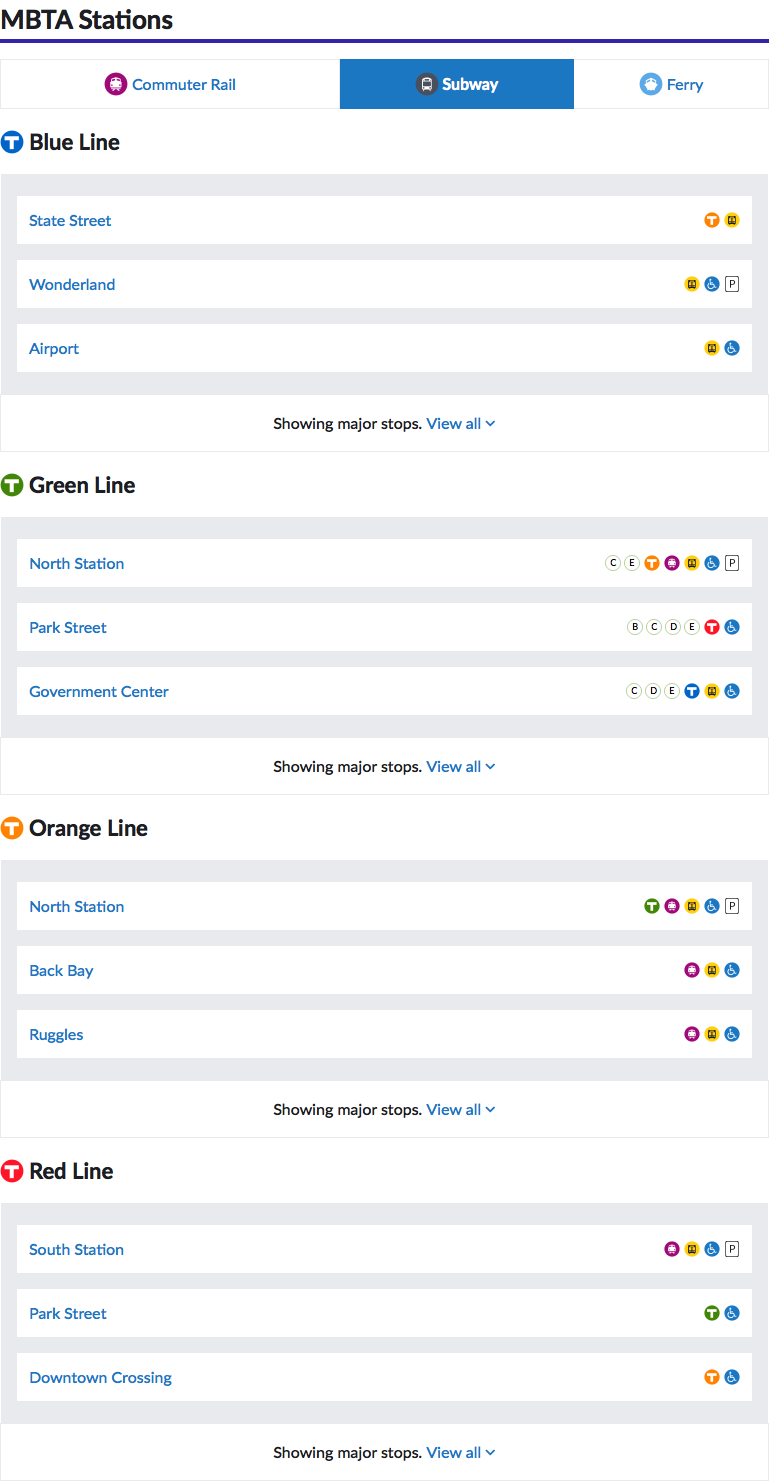 MBTA Stations
Commuter Rail Subway Ferry
T Blue Line
State Street T
Wonderland P
Airport
Showing major stops. View all
T Green Line
North Station C E T P
Park Street B C D E T
Government Center C D E T
Showing major stops. View all
T Orange Line
North Station T P
Back Bay
Ruggles
Showing major stops. View all
T Red Line
South Station P
Park Street T
Downtown Crossing T
Showing major stops. View all